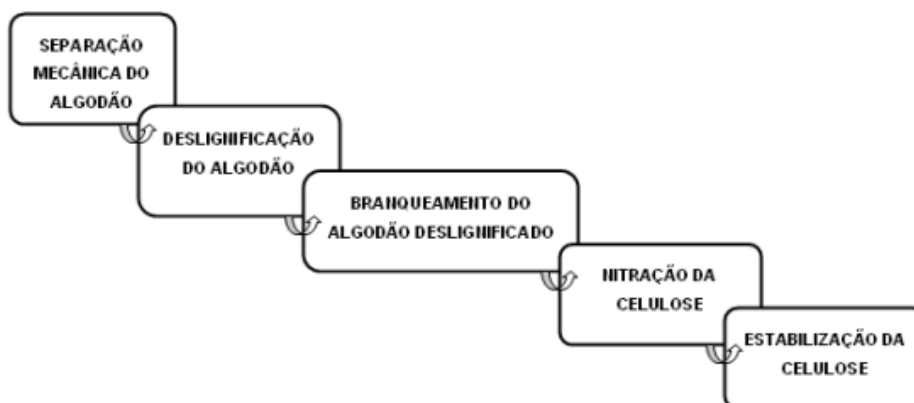 SEPARAÇÃO
MECÂNICA DO
ALGODÃO
DESLIGNIFICAÇÃO
DO ALGODÃO
BRANQUEAMENTO DO
ALGODÃO DESLIGNIFICADO
NITRAÇÃO DA
CELULOSE
ESTABILIZAÇÃO DA
CELULOSE